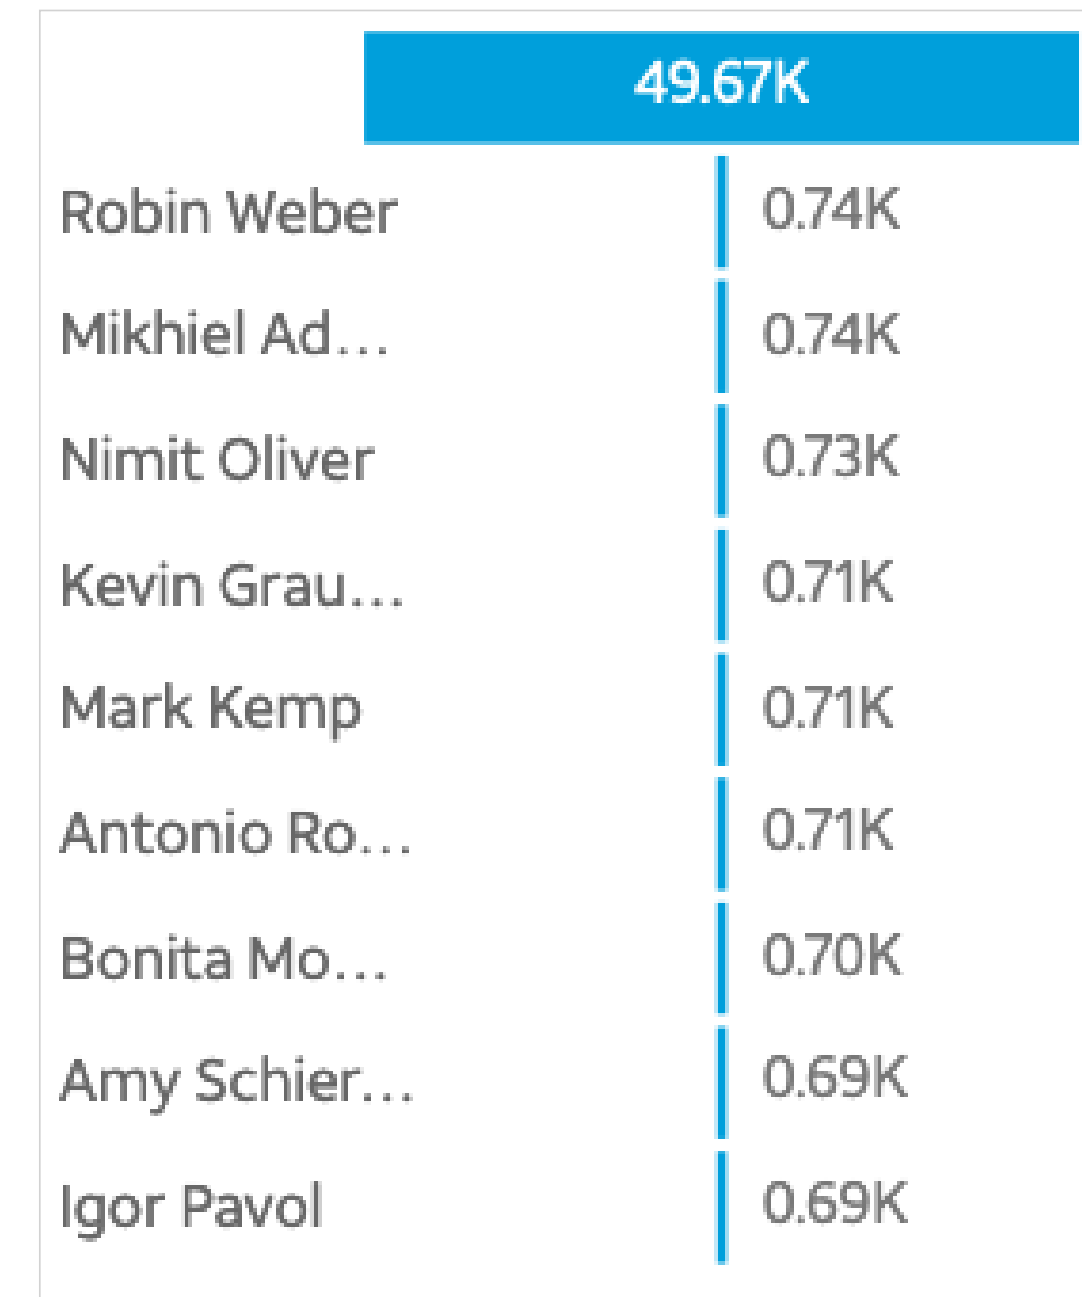 49.67K
Robin Weber 0.74K
Mikhiel Ad... 0.74K
Nimit Oliver 0.73K
Kevin Grau... 0.71K
Mark Kemp 0.71K
Antonio Ro... 0.71K
Bonita Mo... 0.70K
Amy Schier... 0.69K
Igor Pavol 0.69K